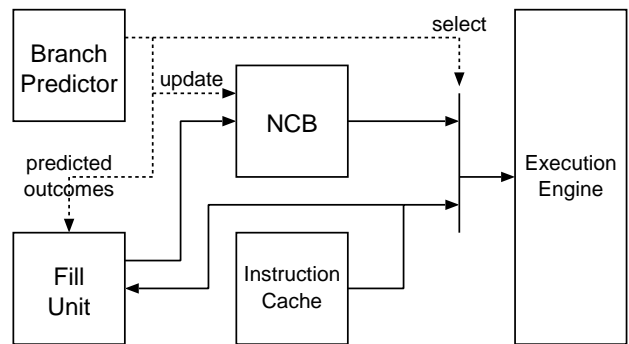 select
Branch
Predictor
update
NCB
predicted
outcomes
Execution
Engine
Fill
Unit
Instruction
Cache